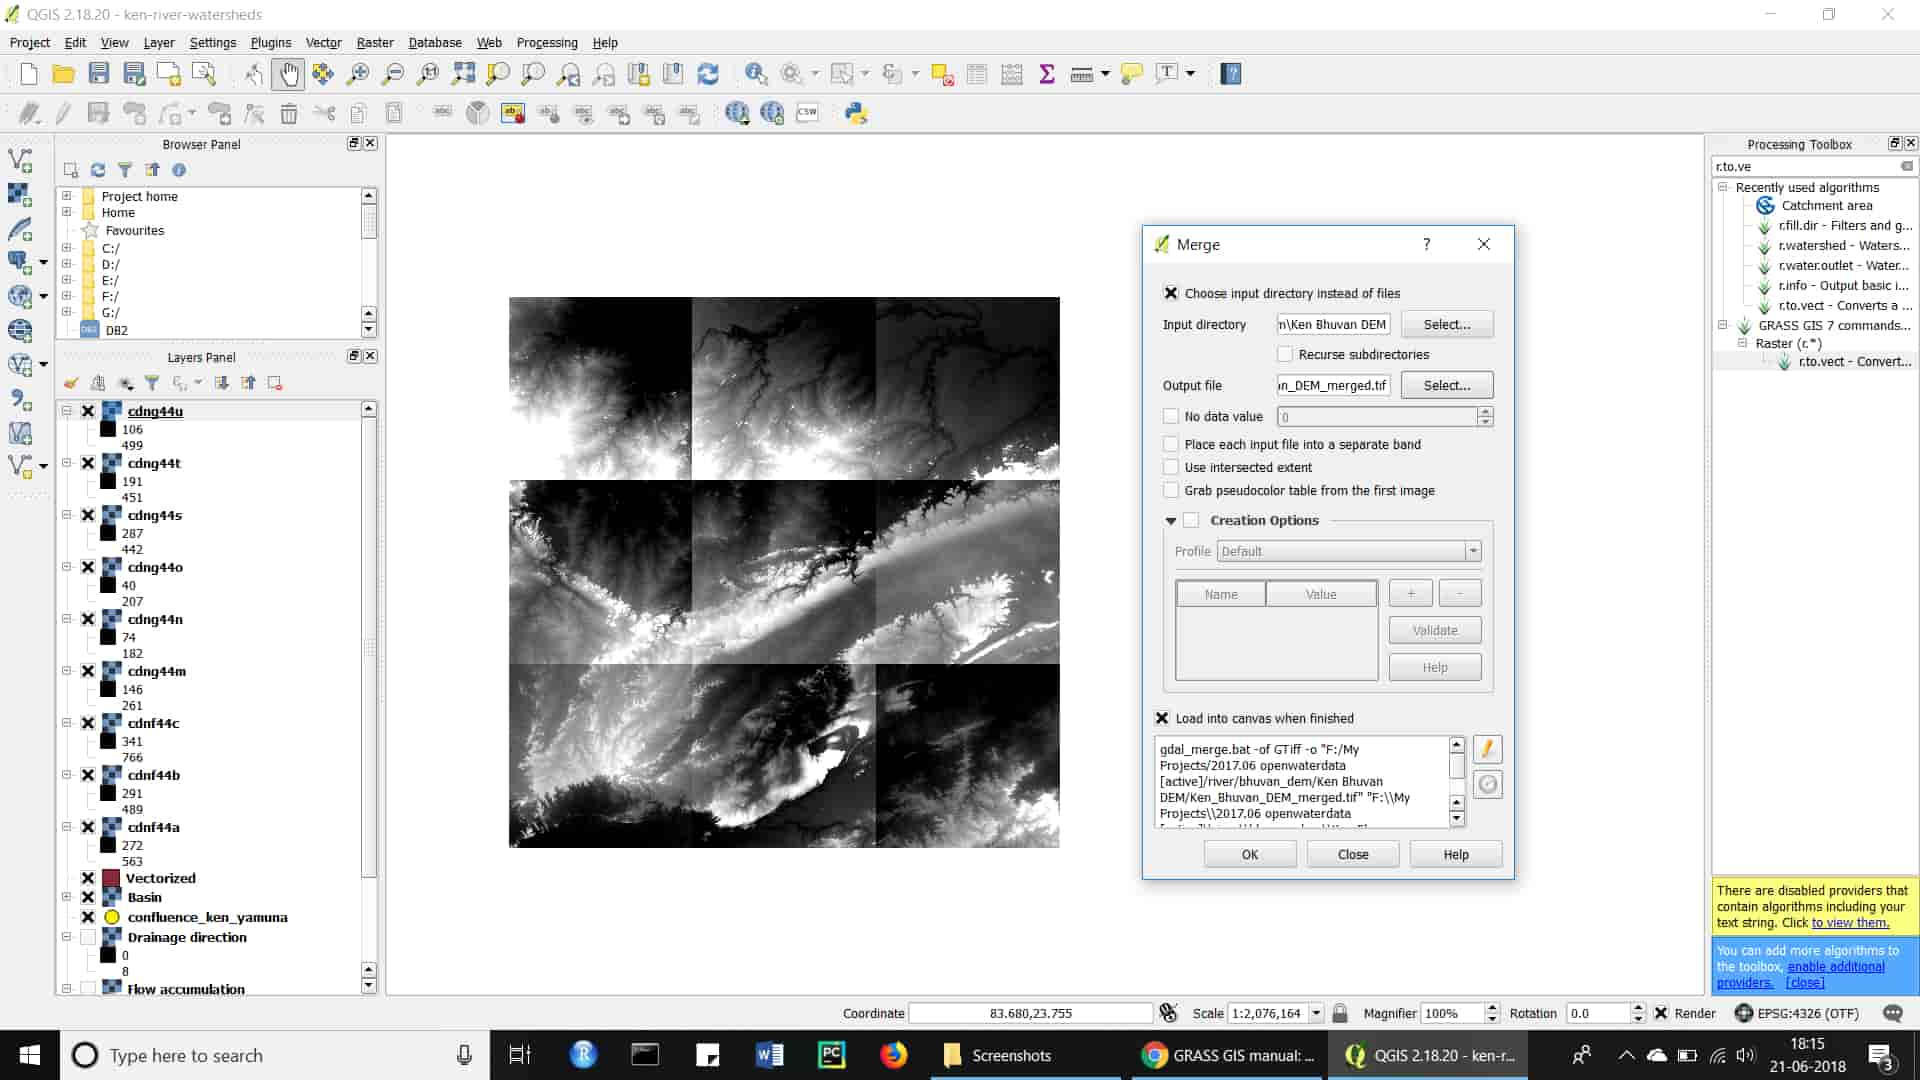 QGIS 2.18.20 - ken-river-watersheds
Project Edit View Layer Settings Plugins Vector Raster Database Web Processing Help
CSW
Browser Panel
Project home
Home
Favourites
C:/
D:/
E:/
F:/
G:/
DB2
Layers Panel
cdng44u
106
499
cdng44t
191
451
cdng44s
287
442
cdng44o
40
207
cdng44n
74
182
cdng44m
146
261
cdnf44c
341
766
cdnf44b
291
489
cdnf44a
272
563
Vectorized
Basin
confluence_ken_yamuna
Drainage direction
0
8
Flow accumulation
Merge
?
Choose input directory instead of files
Input directory n\Ken Bhuvan DEM Select...
Recurse subdirectories
Output file in_DEM_merged.tif Select...
No data value 0
Place each input file into a separate band
Use intersected extent
Grab pseudocolor table from the first image
Creation Options
Profile Default
Name Value + -
Validate
Help
Load into canvas when finished
gdal_merge.bat -of GTiff -o "F:/My
Projects/2017.06 openwaterdata
[active]/river/bhuvan_dem/Ken Bhuvan
DEM/Ken_Bhuvan_DEM_merged.tif" "F:\\My
Projects\\2017.06 openwaterdata
OK Close Help
Processing Toolbox
r.to.ve
Recently used algorithms
Catchment area
r.fill.dir - Filters and g...
r.watershed - Waters...
r.water.outlet - Water...
r.info - Output basic i...
r.to.vect - Converts a ...
GRASS GIS 7 commands...
Raster (r.*)
r.to.vect - Convert...
There are disabled providers that
contain algorithms including your
text string. Click to view them.
You can add more algorithms to
the toolbox, enable additional
providers. [close]
Coordinate 83.680,23.755 Scale 1:2,076,164 Magnifier 100% Rotation 0.0 Render EPSG:4326 (OTF)
Type here to search
Screenshots
GRASS GIS manual: ...
QGIS 2.18.20 - ken-r...
18:15
21-06-2018
3